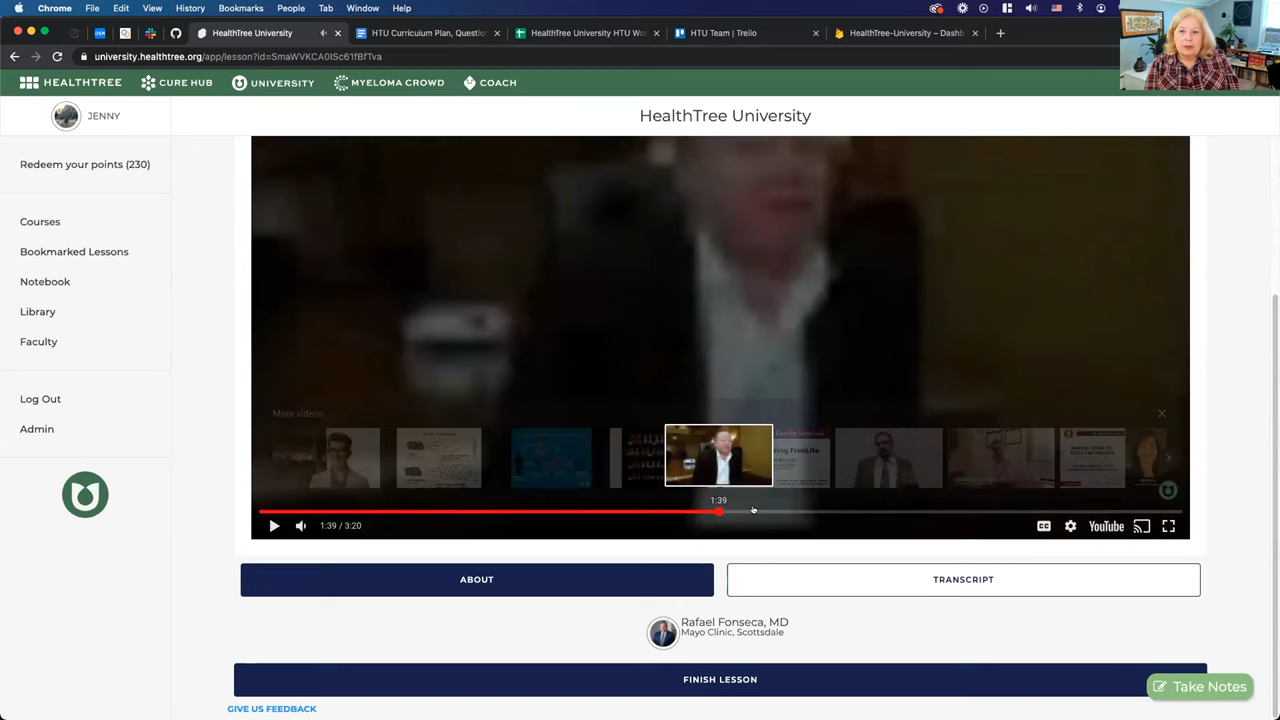 Chrome File Edit View History Bookmarks People Tab Window Help
HealthTree University
HTU Curriculum Plan, Question
HealthTree University HTU Wo
HTU Team | Trello
HealthTree-University – Dashb
university.healthtree.org/app/lesson?id=SmaWVKCA0ISc61fBfTva
HEALTHTREE CURE HUB UNIVERSITY MYELOMA CROWD COACH
JENNY
HealthTree University
Redeem your points (230)
Courses
Bookmarked Lessons
Notebook
Library
Faculty
Log Out
Admin
More videos
1:39
1:39 / 3:20
CC YouTube
ABOUT
TRANSCRIPT
Rafael Fonseca, MD
Mayo Clinic, Scottsdale
FINISH LESSON
Take Notes
GIVE US FEEDBACK